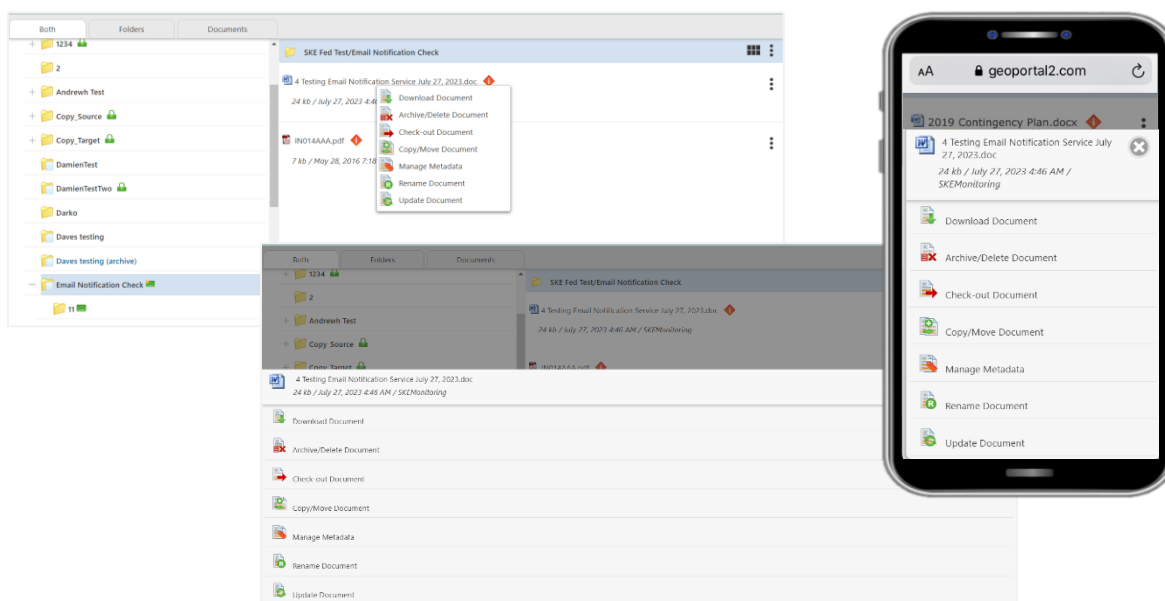 Both Folders Documents
1234
2
Andrewh Test
Copy_Source
Copy_Target
DamienTest
DamienTestTwo
Darko
Daves testing
Daves testing (archive)
Email Notification Check
11
SKE Fed Test/Email Notification Check
4 Testing Email Notification Service July 27, 2023.doc
24 kb / July 27, 2023 4:46
IN014AAA.pdf
7 kb / May 28, 2016 7:18
Download Document
Archive/Delete Document
Check-out Document
Copy/Move Document
Manage Metadata
Rename Document
Update Document
Both Folders Documents
1234
2
Andrewh Test
Copy_Source
Copy_Target
SKE Fed Test/Email Notification Check
4 Testing Email Notification Service July 27, 2023.doc
24 kb / July 27, 2023 4:46 AM / SKEMonitoring
IN014AAA.pdf
4 Testing Email Notification Service July 27, 2023.doc
24 kb / July 27, 2023 4:46 AM / SKEMonitoring
Download Document
Archive/Delete Document
Check-out Document
Copy/Move Document
Manage Metadata
Rename Document
Update Document
AA geoportal2.com
2019 Contingency Plan.docx
4 Testing Email Notification Service July
27, 2023.doc
24 kb / July 27, 2023 4:46 AM /
SKEMonitoring
Download Document
Archive/Delete Document
Check-out Document
Copy/Move Document
Manage Metadata
Rename Document
Update Document